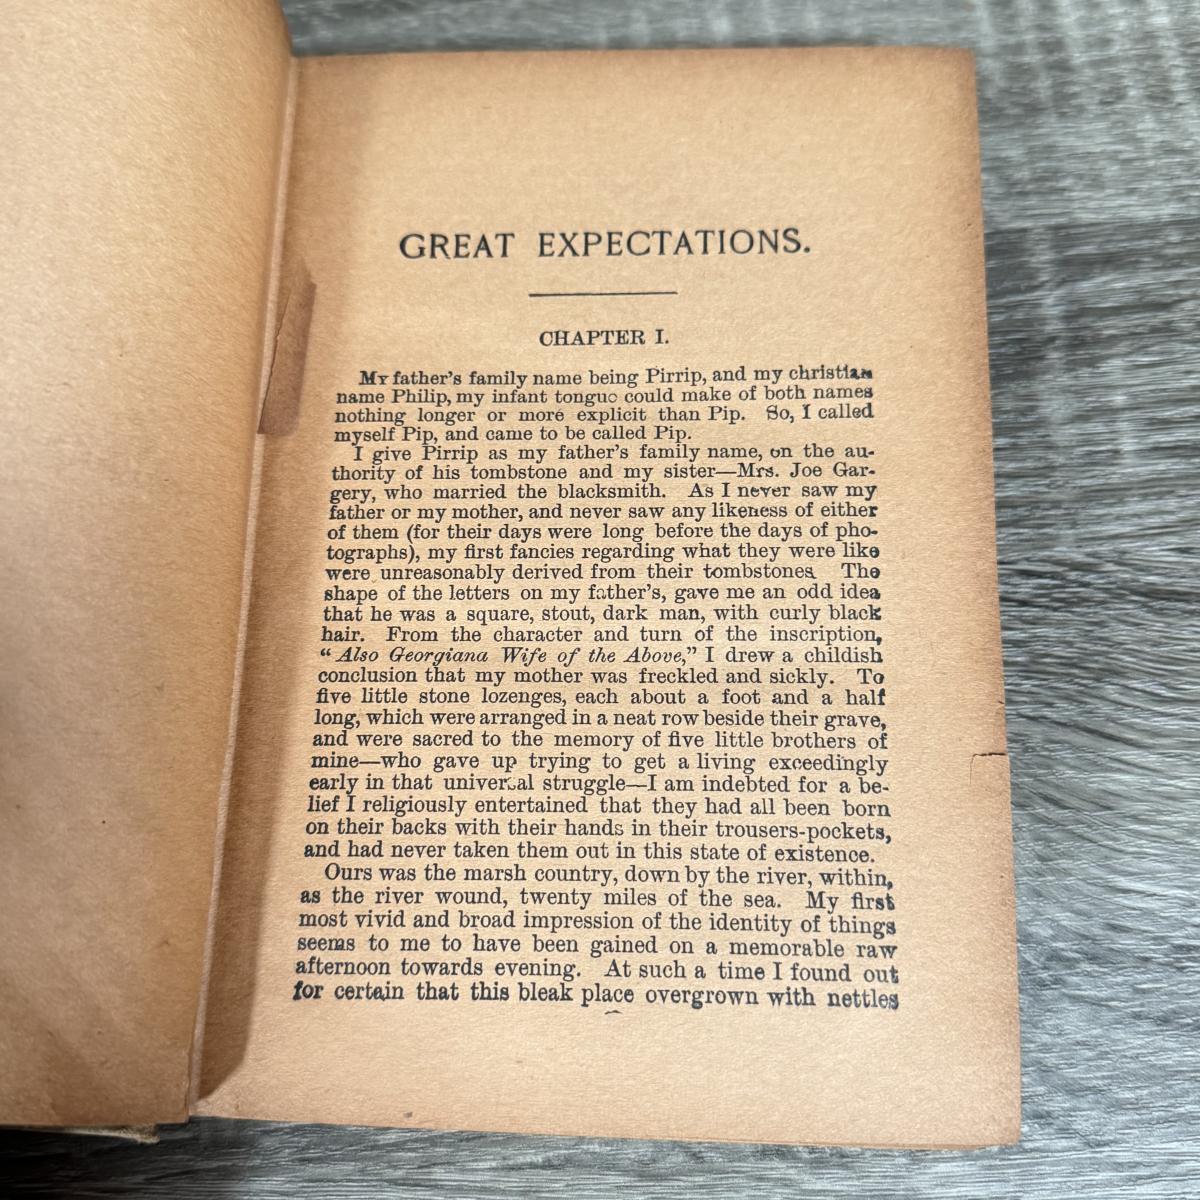 GREAT EXPECTATIONS.
CHAPTER I.
My father's family name being Pirrip, and my christian
name Philip, my infant tongue could make of both names
nothing longer or more explicit than Pip. So, I called
myself Pip, and came to be called Pip.
I give Pirrip as my father's family name, on the au-
thority of his tombstone and my sister—Mrs. Joe Gar-
gery, who married the blacksmith. As I never saw my
father or my mother, and never saw any likeness of either
of them (for their days were long before the days of pho-
tographs), my first fancies regarding what they were like
were unreasonably derived from their tombstones The
shape of the letters on my father's, gave me an odd idea
that he was a square, stout, dark man, with curly black
hair. From the character and turn of the inscription,
“Also Georgiana Wife of the Above,” I drew a childish
conclusion that my mother was freckled and sickly. To
five little stone lozenges, each about a foot and a half
long, which were arranged in a neat row beside their grave,
and were sacred to the memory of five little brothers of
mine—who gave up trying to get a living exceedingly
early in that universal struggle—I am indebted for a be-
lief I religiously entertained that they had all been born
on their backs with their hands in their trousers-pockets,
and had never taken them out in this state of existence.
Ours was the marsh country, down by the river, within,
as the river wound, twenty miles of the sea. My first
most vivid and broad impression of the identity of things
seems to me to have been gained on a memorable raw
afternoon towards evening. At such a time I found out
for certain that this bleak place overgrown with nettles